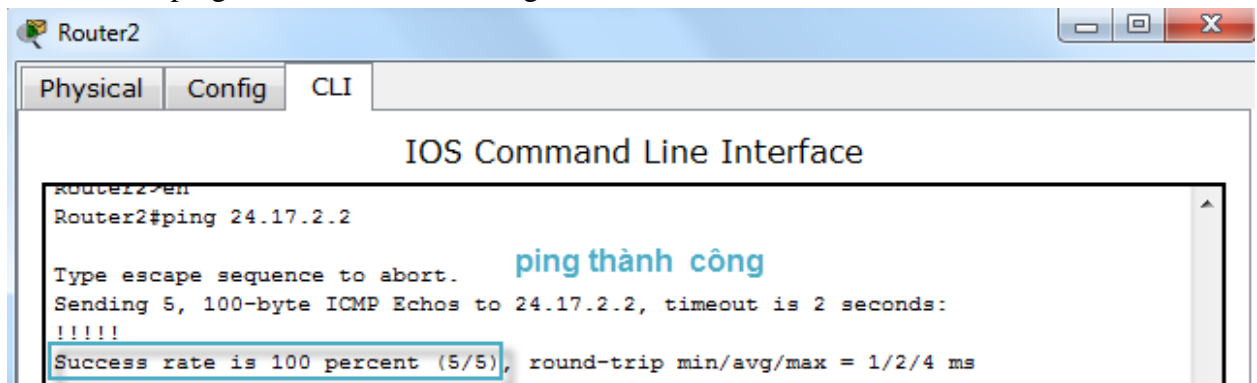 Router2
Physical Config CLI
IOS Command Line Interface
Router2>en
Router2#ping 24.17.2.2
ping thành công
Type escape sequence to abort.
Sending 5, 100-byte ICMP Echos to 24.17.2.2, timeout is 2 seconds:
!!!!!
Success rate is 100 percent (5/5), round-trip min/avg/max = 1/2/4 ms